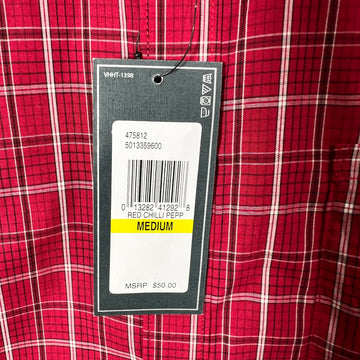 VHHT-1396
475812
5013359600
0 13282 41292 8
RED CHILLI PEPP
MEDIUM
MSRP $50.00